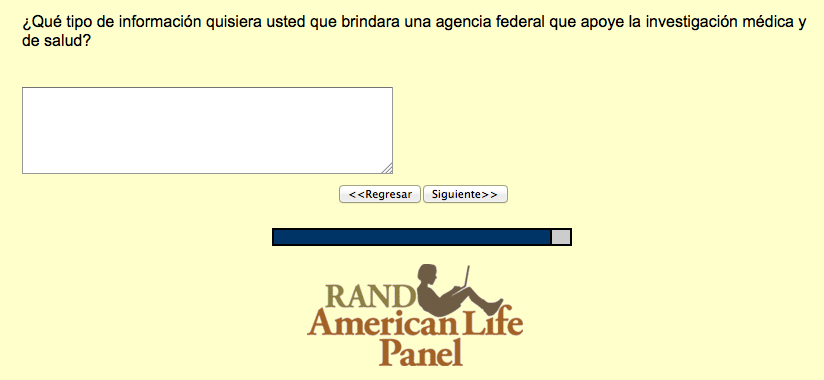 ¿Qué tipo de información quisiera usted que brindara una agencia federal que apoye la investigación médica y
de salud?
<<Regresar
Siguiente>>
RAND
American Life
Panel